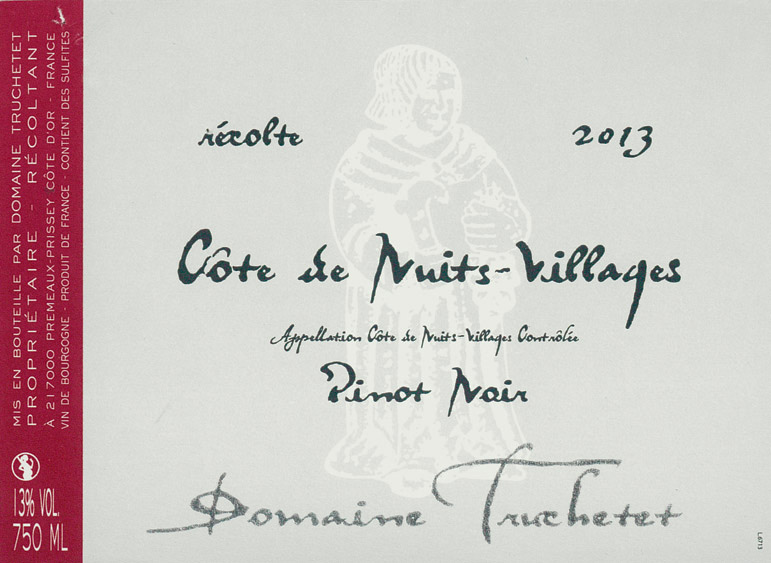 MIS EN BOUTEILLE PAR DOMAINE TRUCHETET
PROPRIÉTAIRE - RÉCOLTANT
À 217000 PREMEAUX-PRISSEY CÔTE D'OR - FRANCE
VIN DE BOURGOGNE - PRODUIT DE FRANCE - CONTIENT DES SULFITES
13% VOL.
750 ML
récolte 2013
Côte de Nuits-Villages
Appellation Côte de Nuits-Villages Contrôlée
Pinot Noir
Domaine Truchetet
L.6713